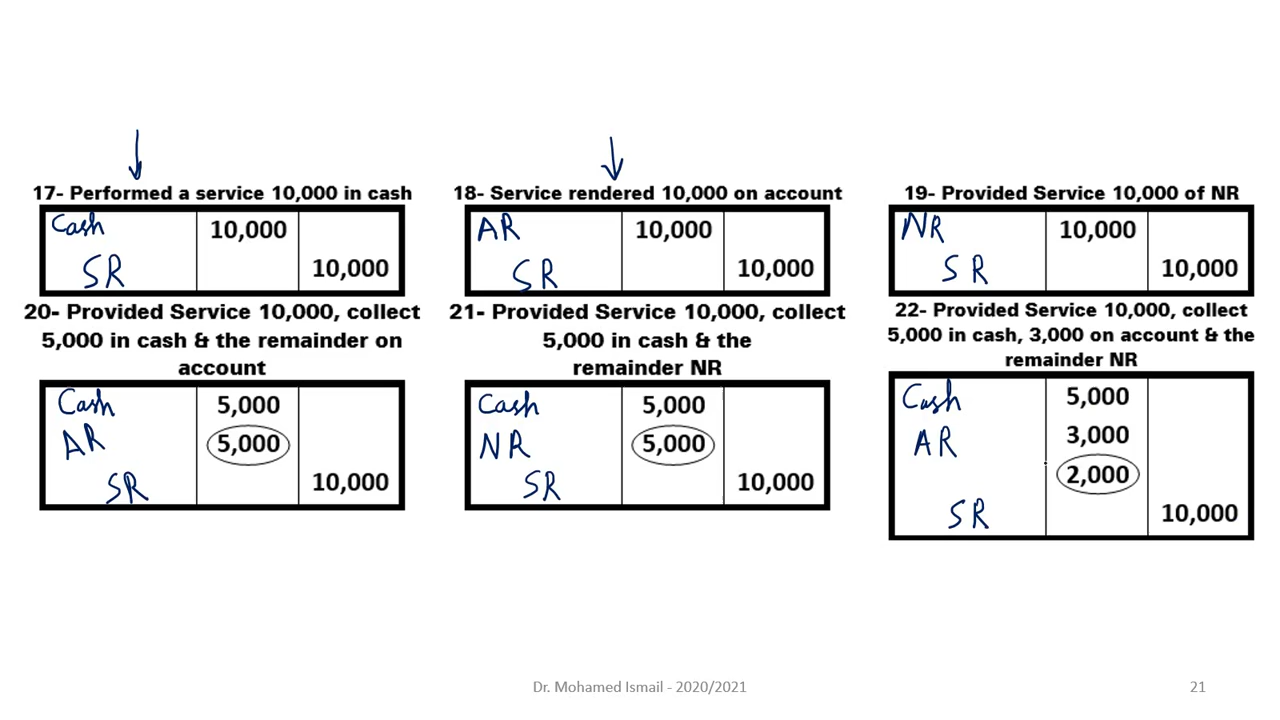 17- Performed a service 10,000 in cash
Cash 10,000
SR 10,000
18- Service rendered 10,000 on account
AR 10,000
SR 10,000
19- Provided Service 10,000 of NR
NR 10,000
SR 10,000
20- Provided Service 10,000, collect
5,000 in cash & the remainder on
account
Cash 5,000
AR 5,000
SR 10,000
21- Provided Service 10,000, collect
5,000 in cash & the
remainder NR
Cash 5,000
NR 5,000
SR 10,000
22- Provided Service 10,000, collect
5,000 in cash, 3,000 on account & the
remainder NR
Cash 5,000
AR 3,000
2,000
SR 10,000
Dr. Mohamed Ismail - 2020/2021
21